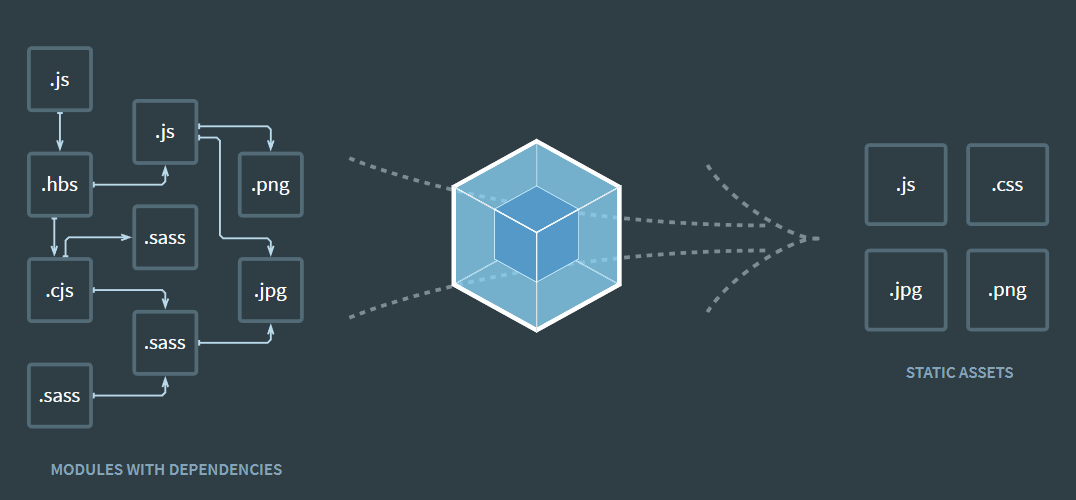 .js
.js
.hbs
.png
.sass
.cjs
.jpg
.sass
.sass
MODULES WITH DEPENDENCIES
.js
.css
.jpg
.png
STATIC ASSETS